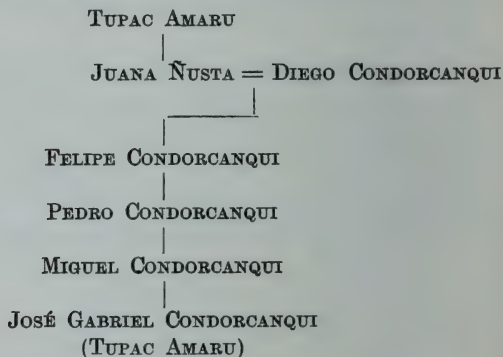 Tupac Amaru
Juana Ñusta = Diego Condorcanqui
Felipe Condorcanqui
Pedro Condorcanqui
Miguel Condorcanqui
José Gabriel Condorcanqui
(Tupac Amaru)